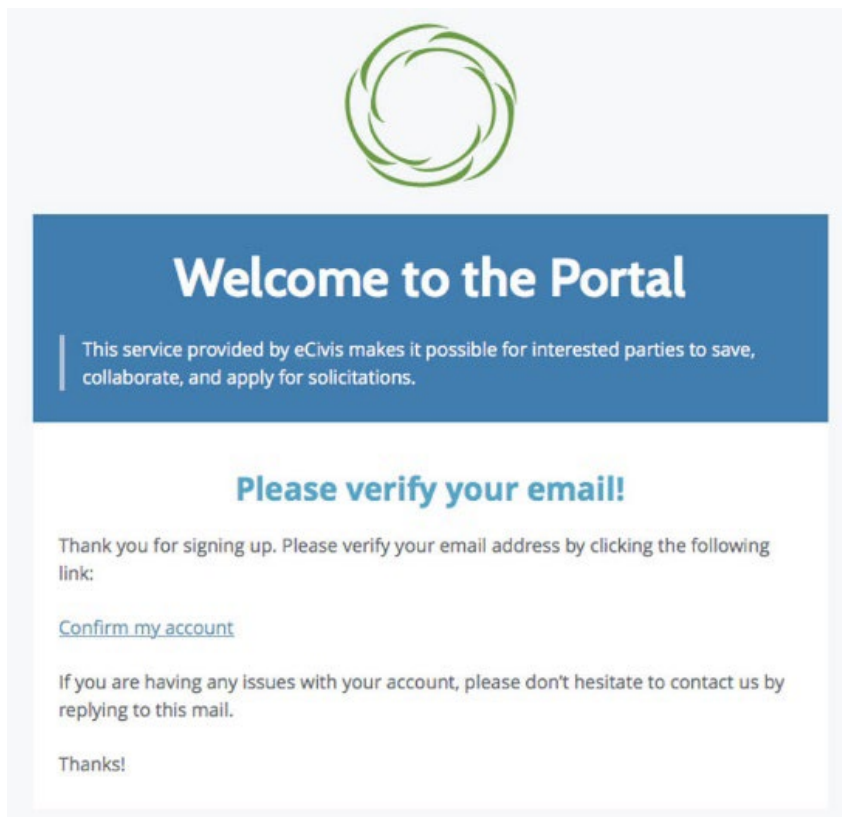 Welcome to the Portal
This service provided by eCivis makes it possible for interested parties to save,
collaborate, and apply for solicitations.
Please verify your email!
Thank you for signing up. Please verify your email address by clicking the following
link:
Confirm my account
If you are having any issues with your account, please don't hesitate to contact us by
replying to this mail.
Thanks!